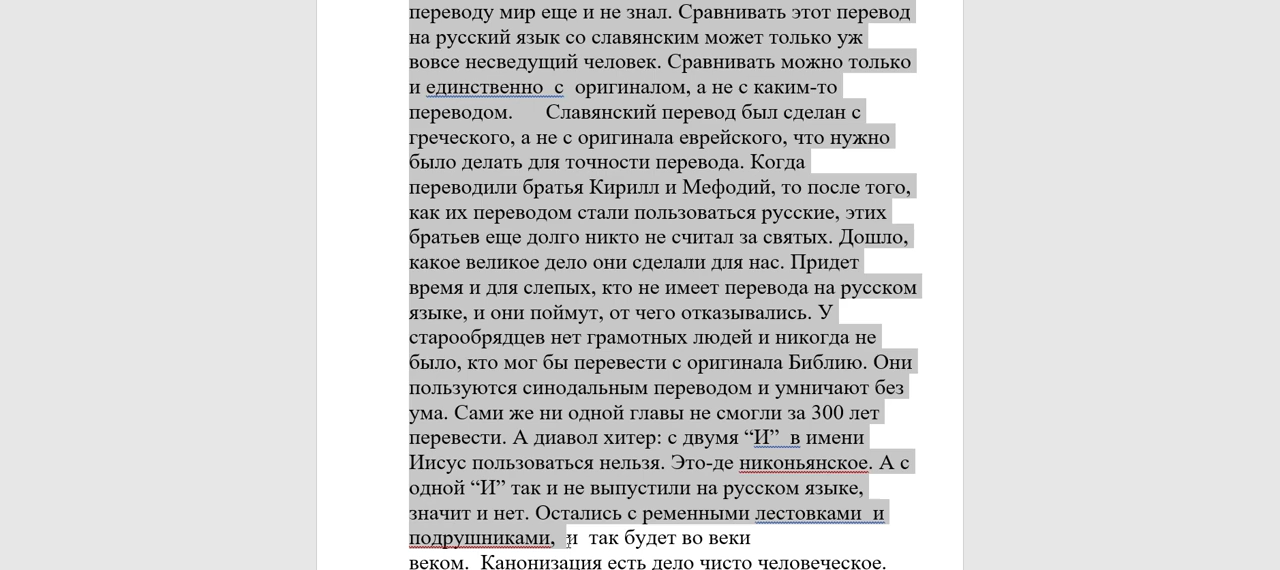 переводу мир еще и не знал. Сравнивать этот перевод
на русский язык со славянским может только уж
вовсе несведущий человек. Сравнивать можно только
и единственно  с  оригиналом, а не с каким-то
переводом.      Славянский перевод был сделан с
греческого, а не с оригинала еврейского, что нужно
было делать для точности перевода. Когда
переводили братья Кирилл и Мефодий, то после того,
как их переводом стали пользоваться русские, этих
братьев еще долго никто не считал за святых. Дошло,
какое великое дело они сделали для нас. Придет
время и для слепых, кто не имеет перевода на русском
языке, и они поймут, от чего отказывались. У
старообрядцев нет грамотных людей и никогда не
было, кто мог бы перевести с оригинала Библию. Они
пользуются синодальным переводом и умничают без
ума. Сами же ни одной главы не смогли за 300 лет
перевести. А диавол хитер: с двумя “И”  в имени
Иисус пользоваться нельзя. Это-де никоньянское. А с
одной “И” так и не выпустили на русском языке,
значит и нет. Остались с ременными лестовками  и
подрушниками,  и  так будет во веки
веком.  Канонизация есть дело чисто человеческое.